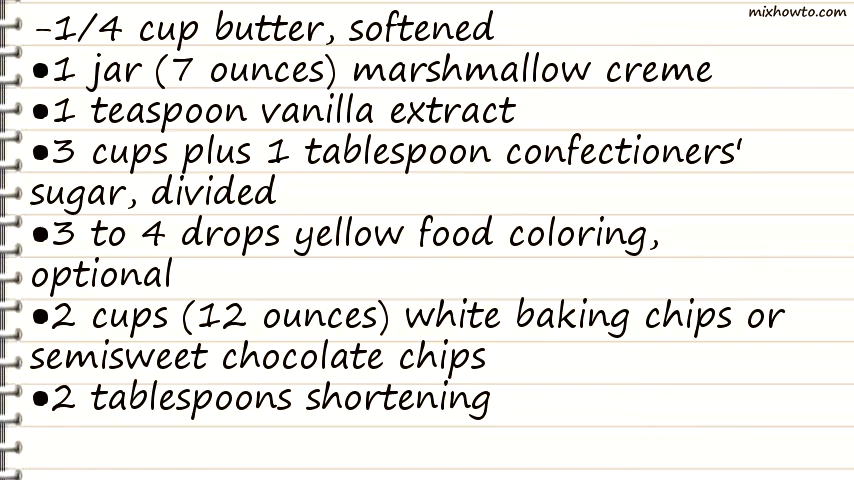 mixhowto.com
-1/4 cup butter, softened
●1 jar (7 ounces) marshmallow creme
●1 teaspoon vanilla extract
●3 cups plus 1 tablespoon confectioners'
sugar, divided
●3 to 4 drops yellow food coloring,
optional
●2 cups (12 ounces) white baking chips or
semisweet chocolate chips
●2 tablespoons shortening